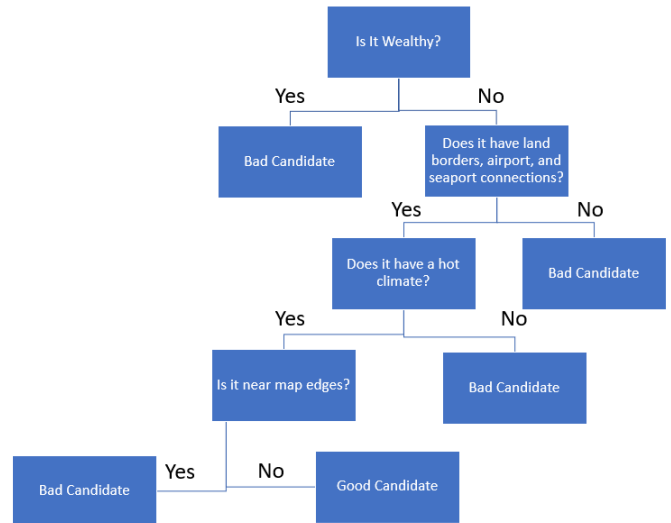 Is It Wealthy?
Yes
No
Bad Candidate
Does it have land
borders, airport, and
seaport connections?
Yes
No
Does it have a hot
climate?
Bad Candidate
Yes
No
Is it near map edges?
Bad Candidate
Yes
No
Bad Candidate
Good Candidate